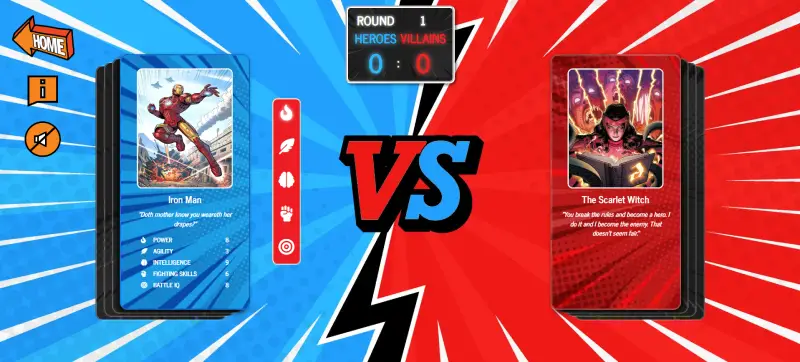 HOME
ROUND 1
HEROES VILLAINS
0 : 0
i
Iron Man
"Doth mother know you weareth her
drapes?"
POWER 6
AGILITY 3
INTELLIGENCE 9
FIGHTING SKILLS 6
BATTLE IQ 8
VS
The Scarlet Witch
"You break the rules and become a hero. I
do it and I become the enemy. That
doesn't seem fair."